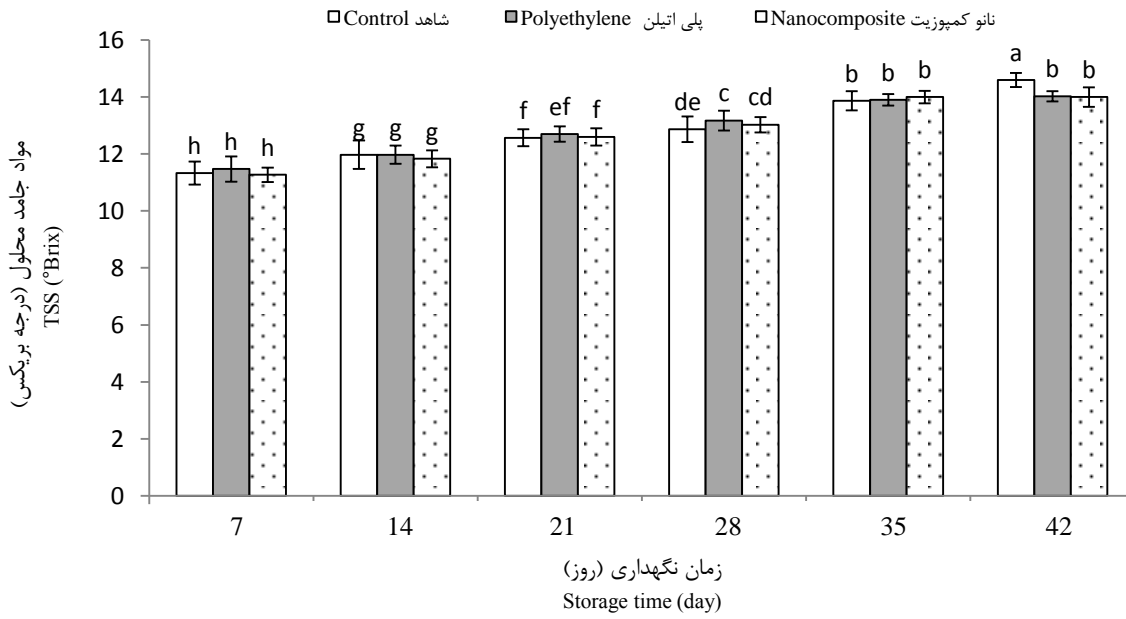 Control شاهد Polyethylene پلی اتیلن Nanocomposite نانو کمپوزیت
مواد جامد محلول (درجه بریکس)
TSS (°Brix)
16
14
12
10
8
6
4
2
0
h h h g g g f ef f de c cd b b b a b b
7 14 21 28 35 42
زمان نگهداری (روز)
Storage time (day)